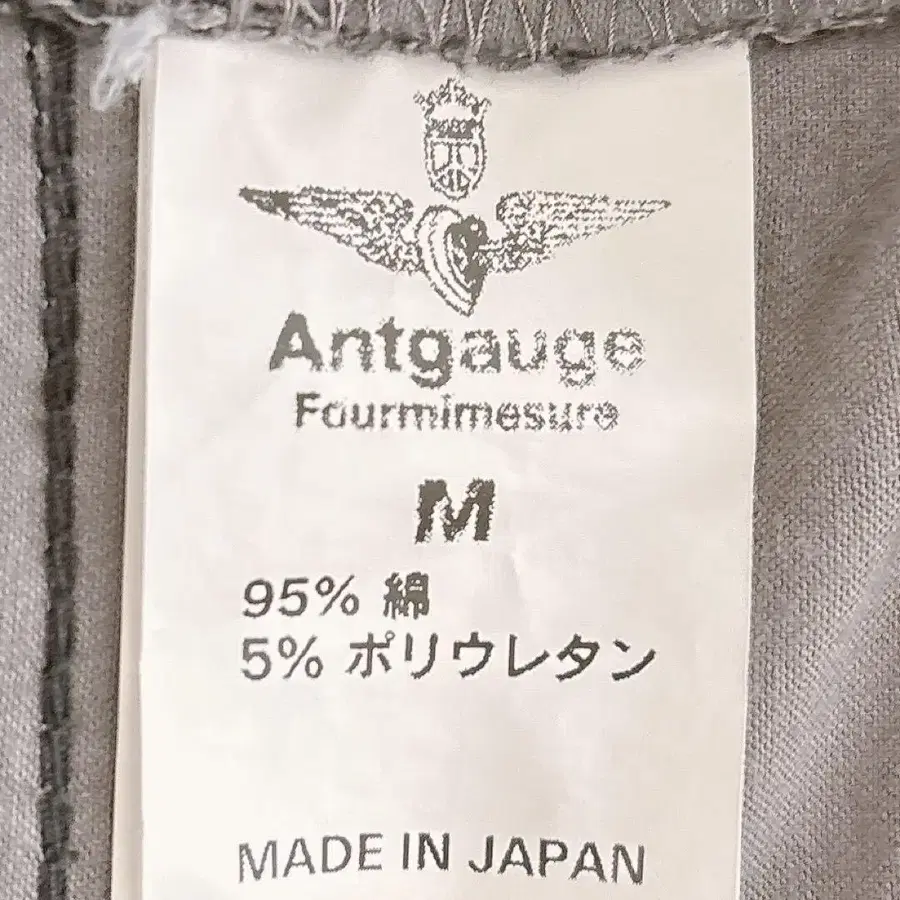 Antgauge
Fourmimesure
M
95% 綿
5% ポリウレタン
MADE IN JAPAN